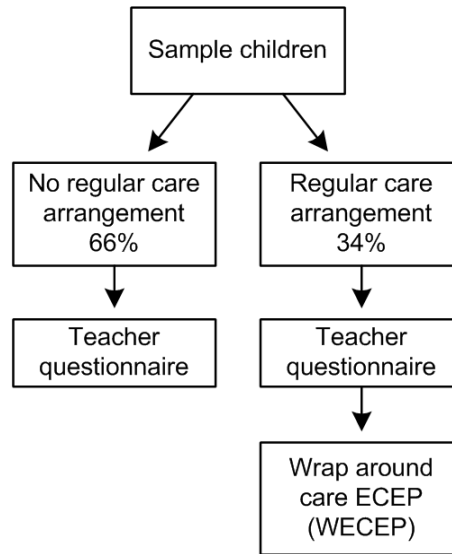 Sample children
No regular care
arrangement
66%
Regular care
arrangement
34%
Teacher
questionnaire
Teacher
questionnaire
Wrap around
care ECEP
(WECEP)